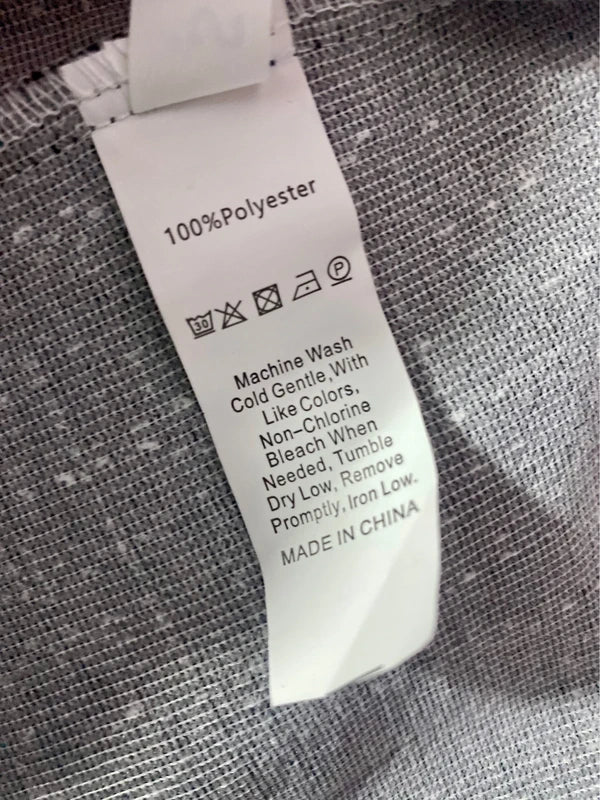 100%Polyester
30 P
Machine Wash
Cold Gentle,With
Like Colors,
Non-Chlorine
Bleach When
Needed, Tumble
Dry Low, Remove
Promptly, Iron Low.
MADE IN CHINA